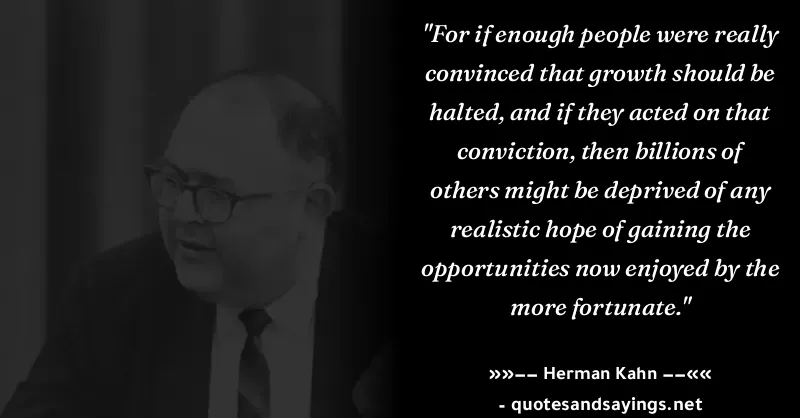 "For if enough people were really
convinced that growth should be
halted, and if they acted on that
conviction, then billions of
others might be deprived of any
realistic hope of gaining the
opportunities now enjoyed by the
more fortunate."
»»−− Herman Kahn −−««
- quotesandsayings.net